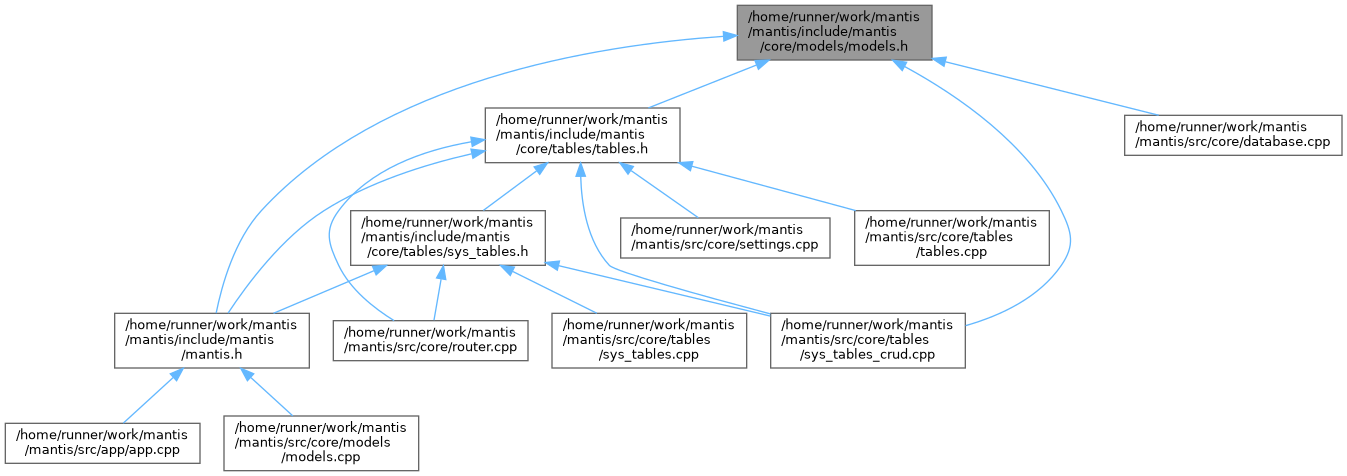 /home/runner/work/mantis
/mantis/include/mantis
/core/models/models.h
/home/runner/work/mantis
/mantis/include/mantis
/core/tables/tables.h
/home/runner/work/mantis
/mantis/src/core/database.cpp
/home/runner/work/mantis
/mantis/include/mantis
/core/tables/sys_tables.h
/home/runner/work/mantis
/mantis/src/core/settings.cpp
/home/runner/work/mantis
/mantis/src/core/tables
/tables.cpp
/home/runner/work/mantis
/mantis/include/mantis
/mantis.h
/home/runner/work/mantis
/mantis/src/core/router.cpp
/home/runner/work/mantis
/mantis/src/core/tables
/sys_tables.cpp
/home/runner/work/mantis
/mantis/src/core/tables
/sys_tables_crud.cpp
/home/runner/work/mantis
/mantis/src/app/app.cpp
/home/runner/work/mantis
/mantis/src/core/models
/models.cpp